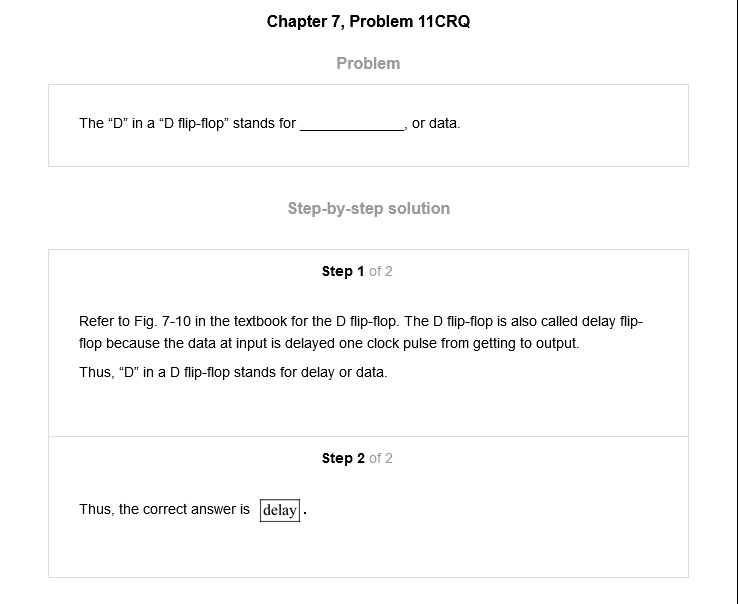 Chapter 7, Problem 11CRQ
Problem
The “D” in a “D flip-flop” stands for _____________, or data.
Step-by-step solution
Step 1 of 2
Refer to Fig. 7-10 in the textbook for the D flip-flop. The D flip-flop is also called delay flip-
flop because the data at input is delayed one clock pulse from getting to output.
Thus, “D” in a D flip-flop stands for delay or data.
Step 2 of 2
Thus, the correct answer is delay.